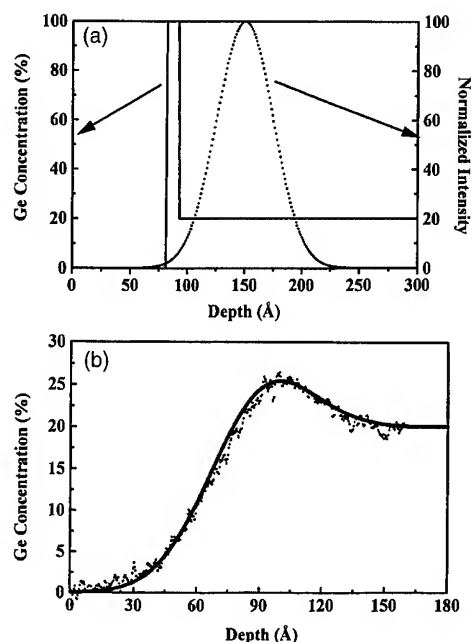 (a)
100
80
60
40
20
0
Ge Concentration (%)
100
80
60
40
20
0
Normalized Intensity
0 50 100 150 200 250 300
Depth (Å)
(b)
30
25
20
15
10
5
0
Ge Concentration (%)
0 30 60 90 120 150 180
Depth (Å)